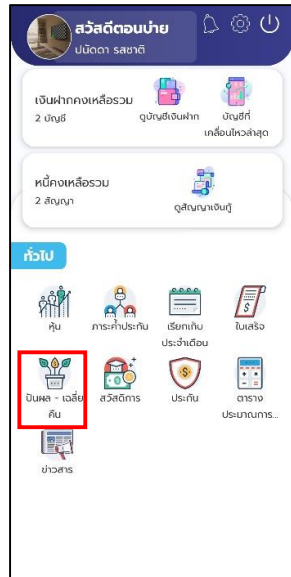 สวัสดีตอนบ่าย
ปนัดดา รสชาติ
เงินฝากคงเหลือรวม
2 บัญชี
ดูบัญชีเงินฝาก
บัญชีที่
เคลื่อนไหวล่าสุด
หนี้คงเหลือรวม
2 สัญญา
ดูสัญญาเงินกู้
ทั่วไป
หุ้น
ภาระค้ำประกัน
เรียกเก็บ
ประจำเดือน
ใบเสร็จ
ปันผล - เฉลี่ย
คืน
สวัสดิการ
ประกัน
ตาราง
ประมาณการ...
ข่าวสาร